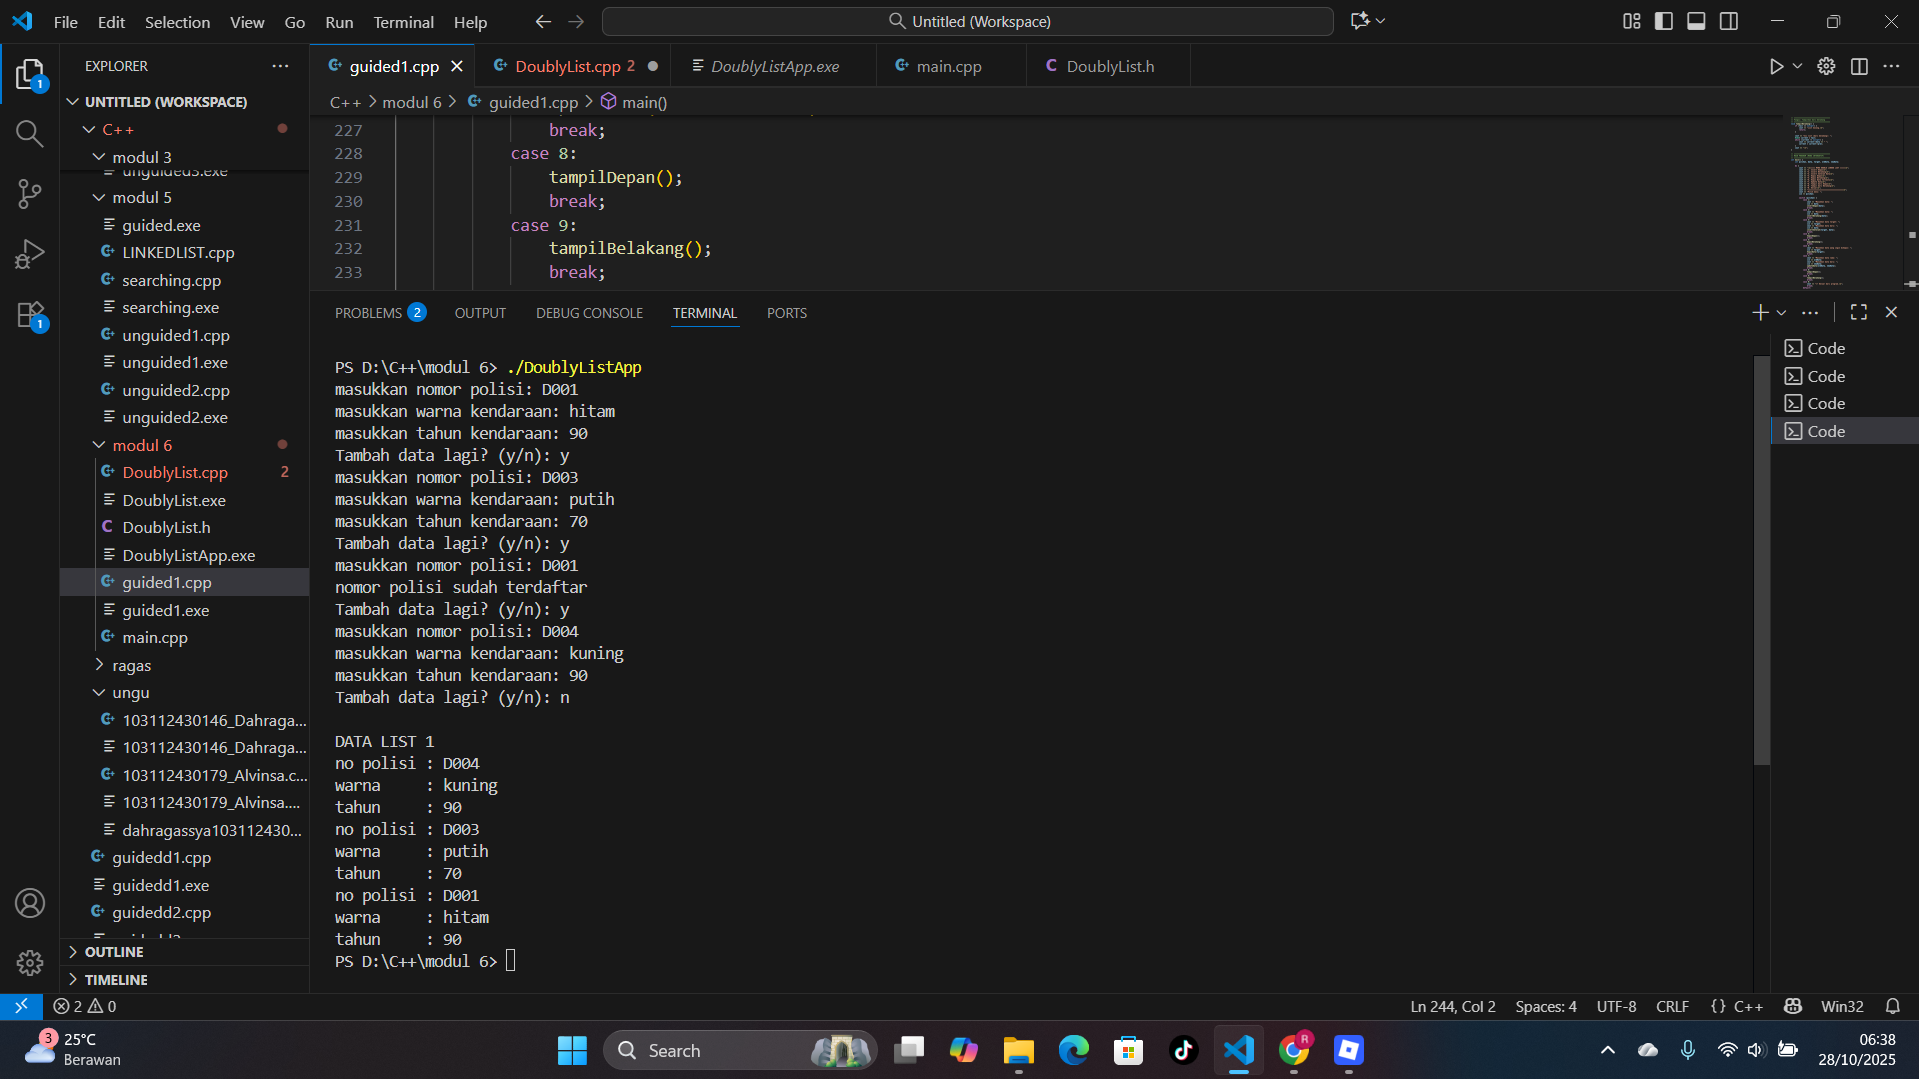 File Edit Selection View Go Run Terminal Help
Untitled (Workspace)
EXPLORER
guided1.cpp
DoublyList.cpp 2
DoublyListApp.exe
main.cpp
DoublyList.h
UNTITLED (WORKSPACE)
C++
modul 3
unguided3.exe
modul 5
guided.exe
LINKEDLIST.cpp
searching.cpp
searching.exe
unguided1.cpp
unguided1.exe
unguided2.cpp
unguided2.exe
modul 6
DoublyList.cpp 2
DoublyList.exe
DoublyList.h
DoublyListApp.exe
guided1.cpp
guided1.exe
main.cpp
ragas
ungu
103112430146_Dahraga...
103112430146_Dahraga...
103112430179_Alvinsa.c...
103112430179_Alvinsa....
dahragassya103112430...
guidedd1.cpp
guidedd1.exe
guidedd2.cpp
OUTLINE
TIMELINE
1
1
C++ > modul 6 > guided1.cpp > main()
227 break;
228 case 8:
229 tampilDepan();
230 break;
231 case 9:
232 tampilBelakang();
233 break;
PROBLEMS 2 OUTPUT DEBUG CONSOLE TERMINAL PORTS
PS D:\C++\modul 6> ./DoublyListApp
masukkan nomor polisi: D001
masukkan warna kendaraan: hitam
masukkan tahun kendaraan: 90
Tambah data lagi? (y/n): y
masukkan nomor polisi: D003
masukkan warna kendaraan: putih
masukkan tahun kendaraan: 70
Tambah data lagi? (y/n): y
masukkan nomor polisi: D001
nomor polisi sudah terdaftar
Tambah data lagi? (y/n): y
masukkan nomor polisi: D004
masukkan warna kendaraan: kuning
masukkan tahun kendaraan: 90
Tambah data lagi? (y/n): n
DATA LIST 1
no polisi : D004
warna : kuning
tahun : 90
no polisi : D003
warna : putih
tahun : 70
no polisi : D001
warna : hitam
tahun : 90
PS D:\C++\modul 6>
Code
Code
Code
Code
2 0
Ln 244, Col 2 Spaces: 4 UTF-8 CRLF {} C++ Win32
3
25°C
Berawan
Search
R
06:38
28/10/2025